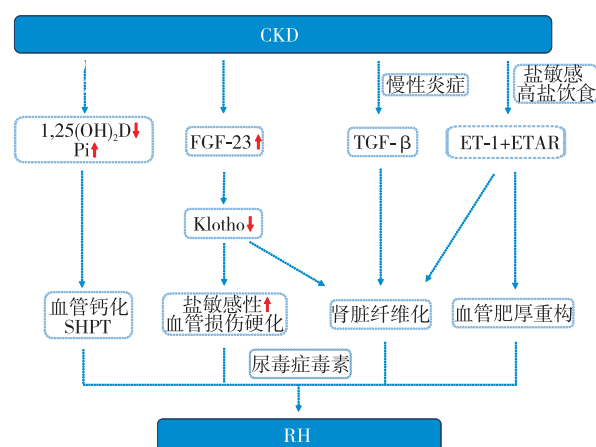 CKD
慢性炎症
盐敏感
高盐饮食
1,25(OH)₂D↓
Pi↑
FGF-23↑
TGF-β
ET-1+ETAR
Klotho↓
血管钙化
SHPT
盐敏感性↑
血管损伤硬化
肾脏纤维化
血管肥厚重构
尿毒症毒素
RH